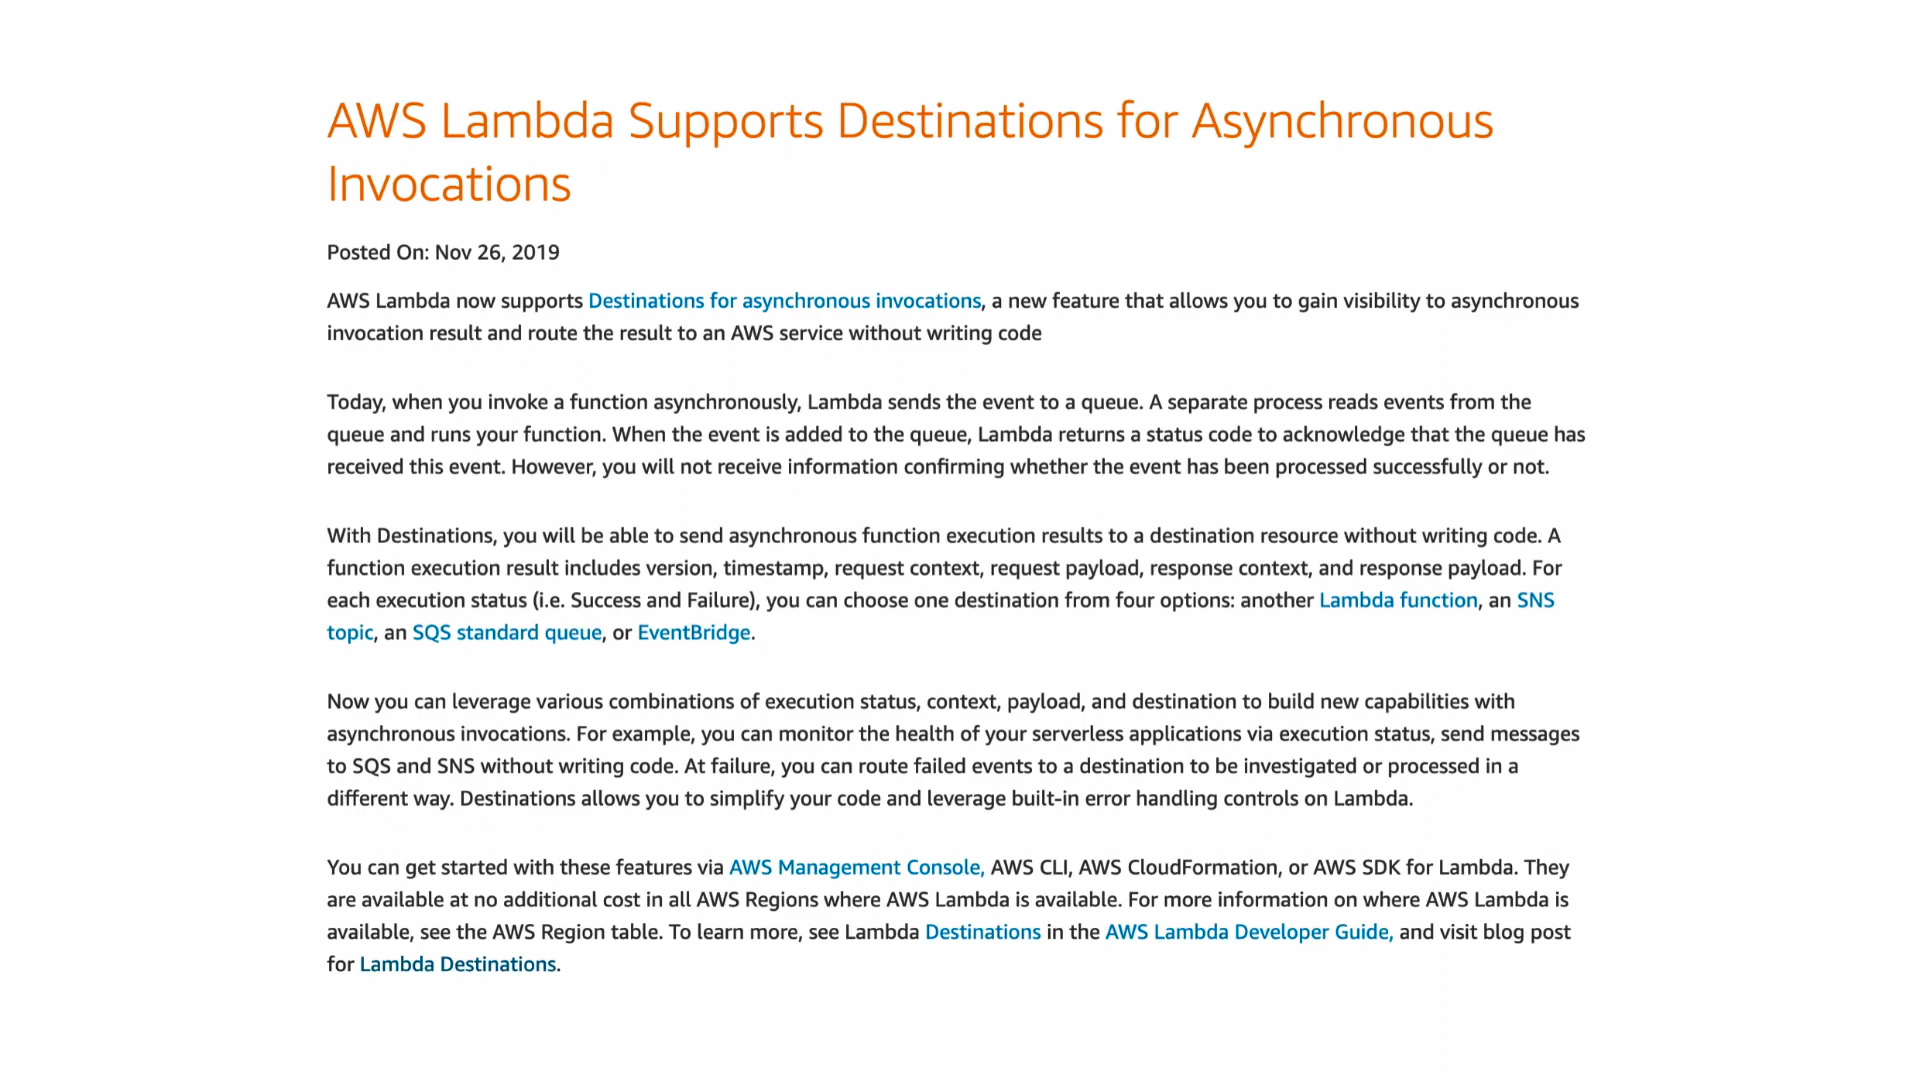 AWS Lambda Supports Destinations for Asynchronous
Invocations
Posted On: Nov 26, 2019
AWS Lambda now supports Destinations for asynchronous invocations, a new feature that allows you to gain visibility to asynchronous
invocation result and route the result to an AWS service without writing code
Today, when you invoke a function asynchronously, Lambda sends the event to a queue. A separate process reads events from the
queue and runs your function. When the event is added to the queue, Lambda returns a status code to acknowledge that the queue has
received this event. However, you will not receive information confirming whether the event has been processed successfully or not.
With Destinations, you will be able to send asynchronous function execution results to a destination resource without writing code. A
function execution result includes version, timestamp, request context, request payload, response context, and response payload. For
each execution status (i.e. Success and Failure), you can choose one destination from four options: another Lambda function, an SNS
topic, an SQS standard queue, or EventBridge.
Now you can leverage various combinations of execution status, context, payload, and destination to build new capabilities with
asynchronous invocations. For example, you can monitor the health of your serverless applications via execution status, send messages
to SQS and SNS without writing code. At failure, you can route failed events to a destination to be investigated or processed in a
different way. Destinations allows you to simplify your code and leverage built-in error handling controls on Lambda.
You can get started with these features via AWS Management Console, AWS CLI, AWS CloudFormation, or AWS SDK for Lambda. They
are available at no additional cost in all AWS Regions where AWS Lambda is available. For more information on where AWS Lambda is
available, see the AWS Region table. To learn more, see Lambda Destinations in the AWS Lambda Developer Guide, and visit blog post
for Lambda Destinations.